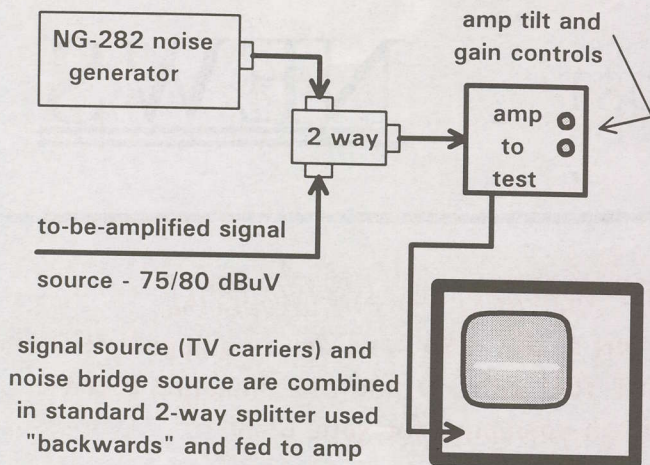 NG-282 noise
generator
amp tilt and
gain controls
2 way
amp
to
test
to-be-amplified signal
source - 75/80 dBuV
signal source (TV carriers) and
noise bridge source are combined
in standard 2-way splitter used
"backwards" and fed to amp